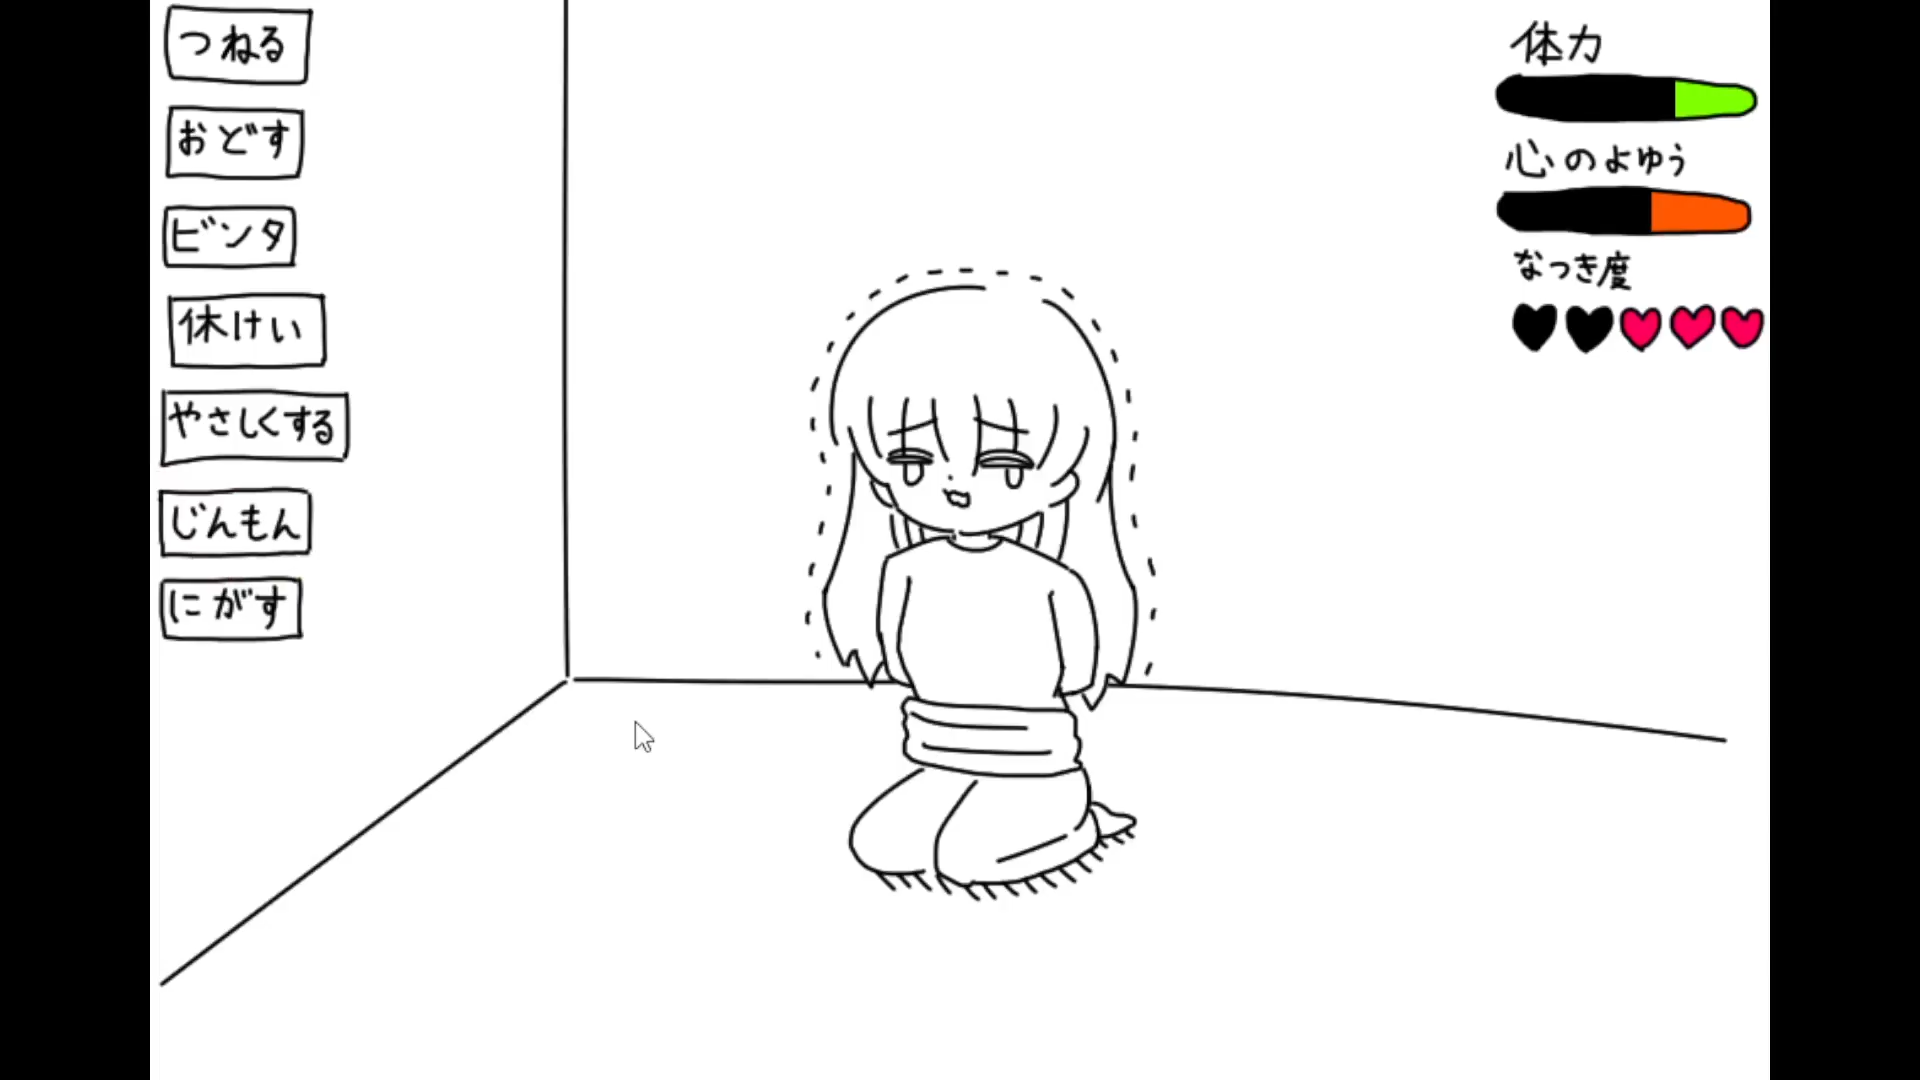 つねる
おどす
ビンタ
休けい
やさしくする
じんもん
にがす
体力
心のよゆう
なつき度